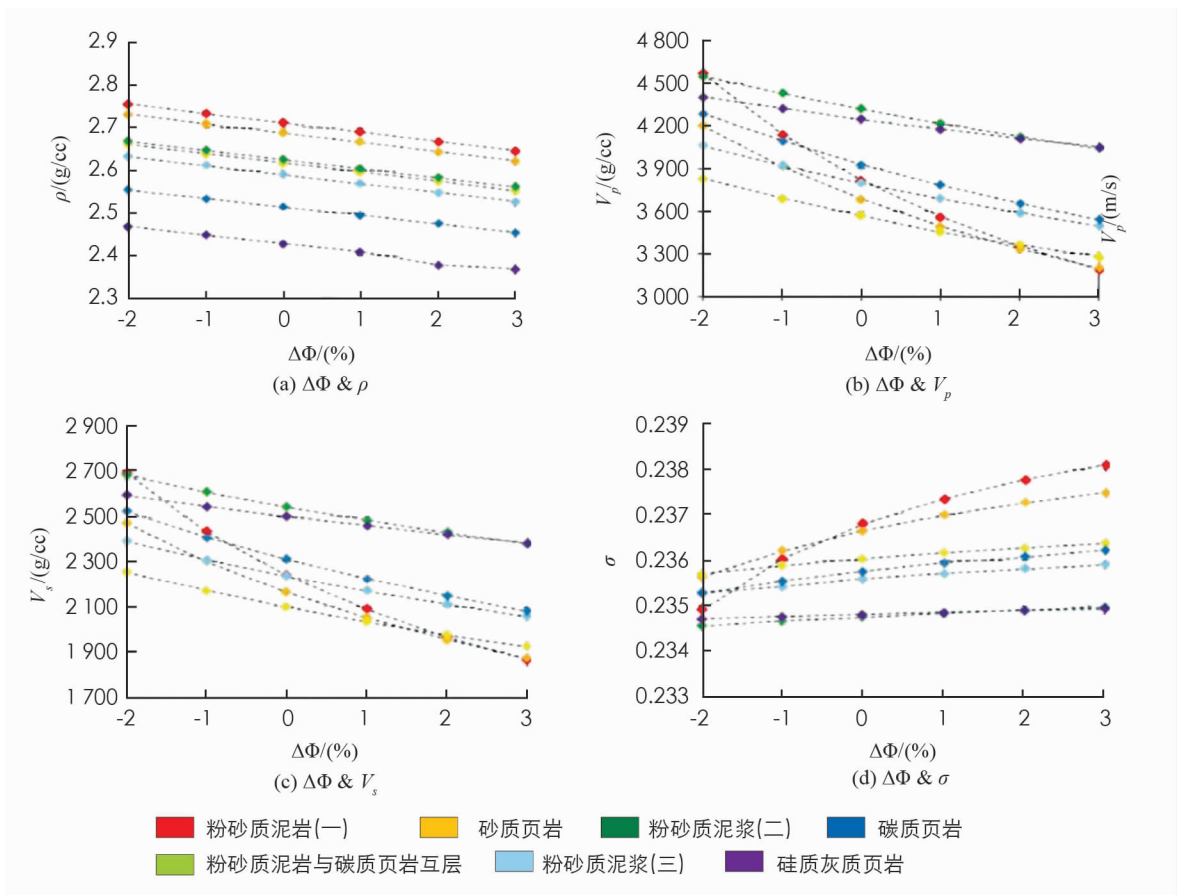 2.9
2.8
2.7
2.6
2.5
2.4
2.3
ρ/(g/cc)
-2 -1 0 1 2 3
ΔΦ/(%)
(a) ΔΦ & ρ
4 800
4 500
4 200
3 900
3 600
3 300
3 000
Vp/(g/cc)
Vp/(m/s)
-2 -1 0 1 2 3
ΔΦ/(%)
(b) ΔΦ & Vp
2 900
2 700
2 500
2 300
2 100
1 900
1 700
Vs/(g/cc)
-2 -1 0 1 2 3
ΔΦ/(%)
(c) ΔΦ & Vs
0.239
0.238
0.237
0.236
0.235
0.234
0.233
σ
-2 -1 0 1 2 3
ΔΦ/(%)
(d) ΔΦ & σ
粉砂质泥岩(一) 砂质页岩 粉砂质泥浆(二) 碳质页岩
粉砂质泥岩与碳质页岩互层 粉砂质泥浆(三) 硅质灰质页岩